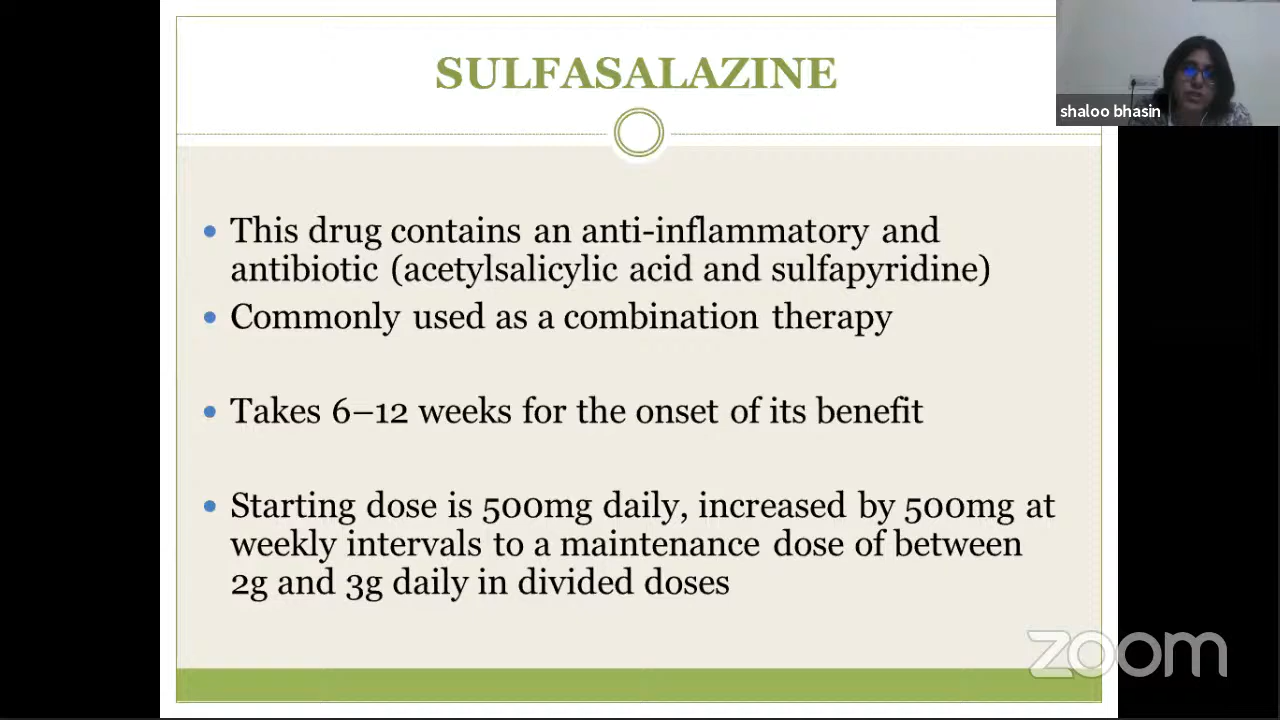 SULFASALAZINE
shaloo bhasin
This drug contains an anti-inflammatory and
antibiotic (acetylsalicylic acid and sulfapyridine)
Commonly used as a combination therapy
Takes 6–12 weeks for the onset of its benefit
Starting dose is 500mg daily, increased by 500mg at
weekly intervals to a maintenance dose of between
2g and 3g daily in divided doses
zoom